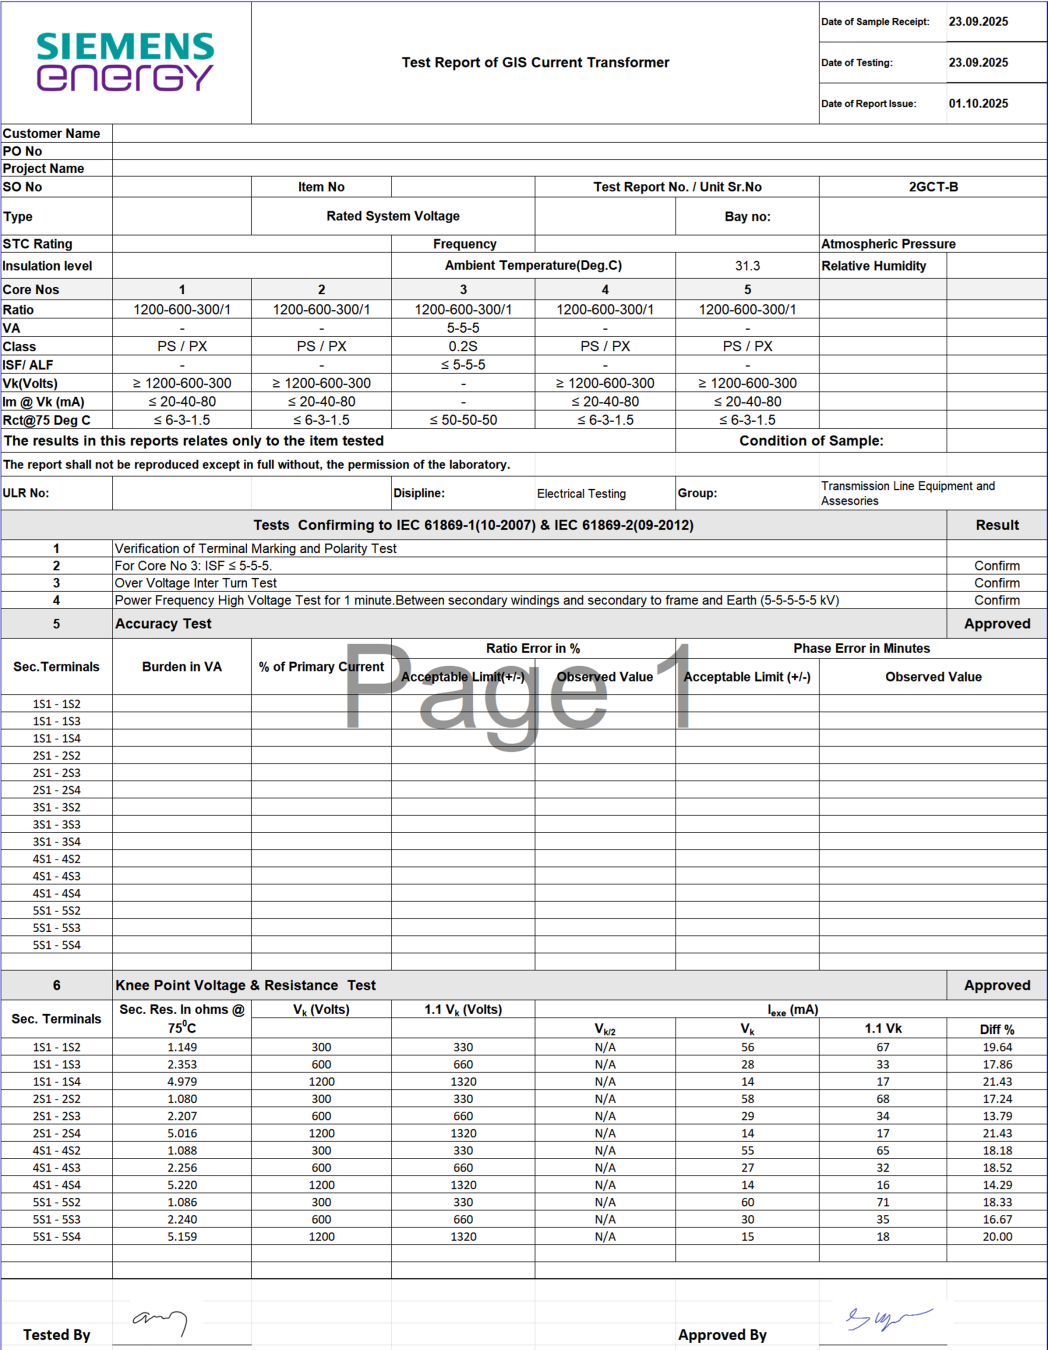 SIEMENS
energy
Test Report of GIS Current Transformer
Date of Sample Receipt: 23.09.2025
Date of Testing: 23.09.2025
Date of Report Issue: 01.10.2025
Customer Name
PO No
Project Name
SO No Item No Test Report No. / Unit Sr.No 2GCT-B
Type Rated System Voltage Bay no:
STC Rating Frequency Atmospheric Pressure
Insulation level Ambient Temperature(Deg.C) 31.3 Relative Humidity
Core Nos 1 2 3 4 5
Ratio 1200-600-300/1 1200-600-300/1 1200-600-300/1 1200-600-300/1 1200-600-300/1
VA - - 5-5-5 - -
Class PS / PX PS / PX 0.2S PS / PX PS / PX
ISF/ ALF - - ≤ 5-5-5 - -
Vk(Volts) ≥ 1200-600-300 ≥ 1200-600-300 - ≥ 1200-600-300 ≥ 1200-600-300
Im @ Vk (mA) ≤ 20-40-80 ≤ 20-40-80 - ≤ 20-40-80 ≤ 20-40-80
Rct@75 Deg C ≤ 6-3-1.5 ≤ 6-3-1.5 ≤ 50-50-50 ≤ 6-3-1.5 ≤ 6-3-1.5
The results in this reports relates only to the item tested Condition of Sample:
The report shall not be reproduced except in full without, the permission of the laboratory.
ULR No: Disipline: Electrical Testing Group: Transmission Line Equipment and
Assesories
Tests Confirming to IEC 61869-1(10-2007) & IEC 61869-2(09-2012) Result
1 Verification of Terminal Marking and Polarity Test
2 For Core No 3: ISF ≤ 5-5-5. Confirm
3 Over Voltage Inter Turn Test Confirm
4 Power Frequency High Voltage Test for 1 minute.Between secondary windings and secondary to frame and Earth (5-5-5-5-5 kV) Confirm
5 Accuracy Test Approved
Sec.Terminals Burden in VA % of Primary Current Ratio Error in % Phase Error in Minutes
Acceptable Limit(+/-) Observed Value Acceptable Limit (+/-) Observed Value
Page 1
1S1 - 1S2
1S1 - 1S3
1S1 - 1S4
2S1 - 2S2
2S1 - 2S3
2S1 - 2S4
3S1 - 3S2
3S1 - 3S3
3S1 - 3S4
4S1 - 4S2
4S1 - 4S3
4S1 - 4S4
5S1 - 5S2
5S1 - 5S3
5S1 - 5S4
6 Knee Point Voltage & Resistance Test Approved
Sec. Terminals Sec. Res. In ohms @ 75⁰C Vk (Volts) 1.1 Vk (Volts) Iexe (mA)
Vk/2 Vk 1.1 Vk Diff %
1S1 - 1S2 1.149 300 330 N/A 56 67 19.64
1S1 - 1S3 2.353 600 660 N/A 28 33 17.86
1S1 - 1S4 4.979 1200 1320 N/A 14 17 21.43
2S1 - 2S2 1.080 300 330 N/A 58 68 17.24
2S1 - 2S3 2.207 600 660 N/A 29 34 13.79
2S1 - 2S4 5.016 1200 1320 N/A 14 17 21.43
4S1 - 4S2 1.088 300 330 N/A 55 65 18.18
4S1 - 4S3 2.256 600 660 N/A 27 32 18.52
4S1 - 4S4 5.220 1200 1320 N/A 14 16 14.29
5S1 - 5S2 1.086 300 330 N/A 60 71 18.33
5S1 - 5S3 2.240 600 660 N/A 30 35 16.67
5S1 - 5S4 5.159 1200 1320 N/A 15 18 20.00
Tested By Approved By